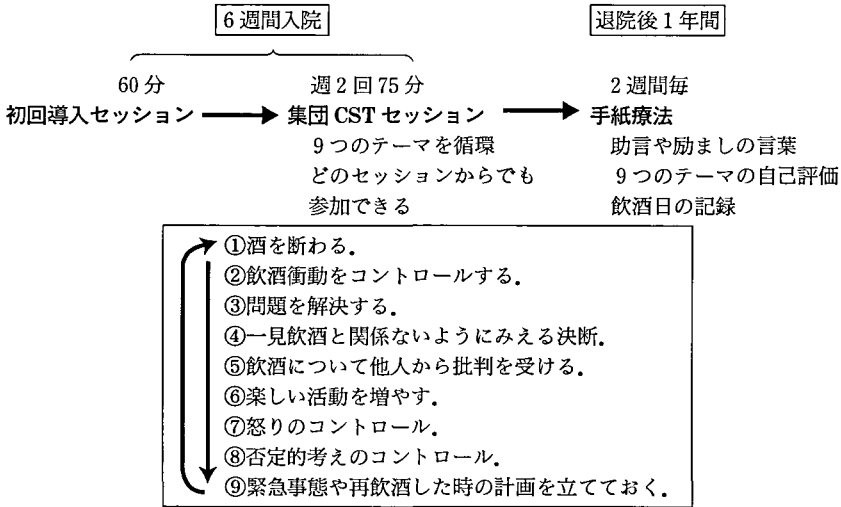 6週間入院
退院後1年間
60分
週2回75分
2週間毎
初回導入セッション
集団CSTセッション
手紙療法
9つのテーマを循環
どのセッションからでも
参加できる
助言や励ましの言葉
9つのテーマの自己評価
飲酒日の記録
①酒を断わる.
②飲酒衝動をコントロールする.
③問題を解決する.
④一見飲酒と関係ないようにみえる決断.
⑤飲酒について他人から批判を受ける.
⑥楽しい活動を増やす.
⑦怒りのコントロール.
⑧否定的考えのコントロール.
⑨緊急事態や再飲酒した時の計画を立てておく.